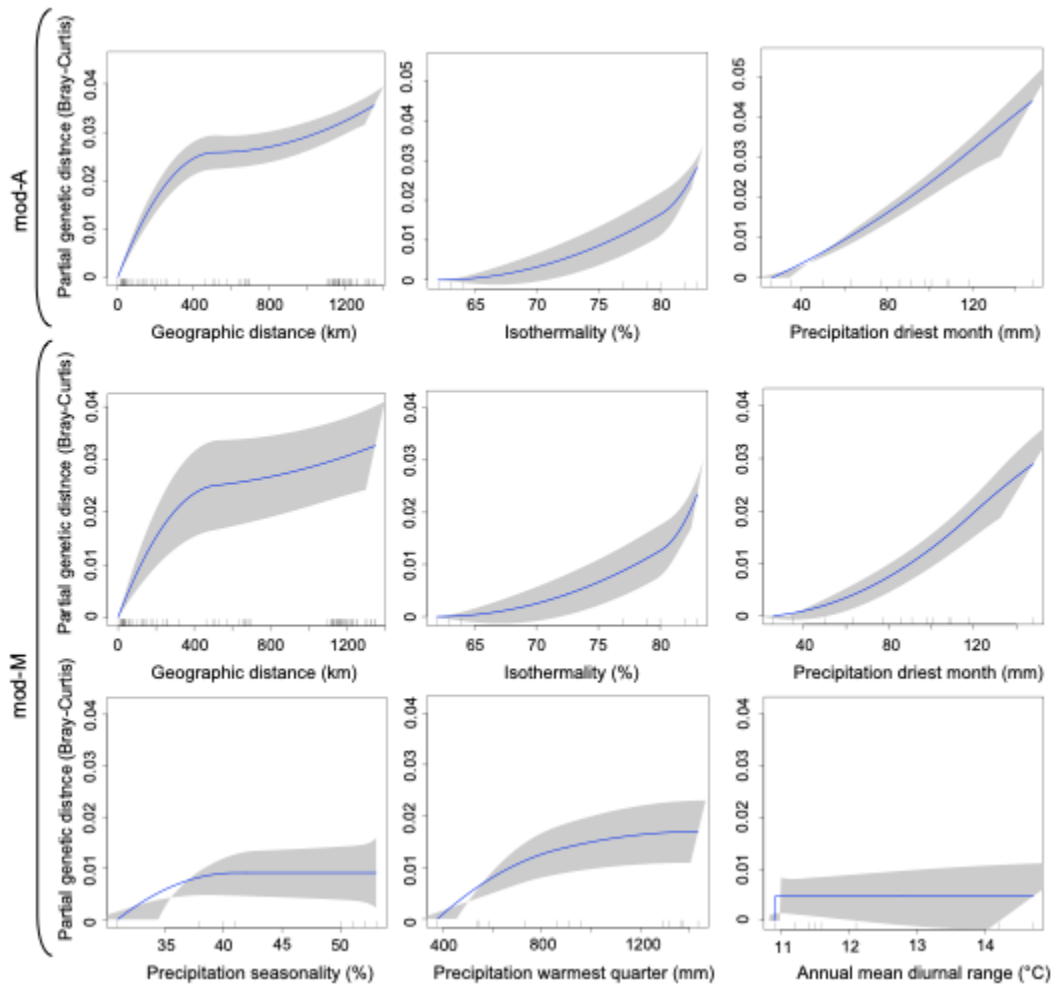 mod-A
Partial genetic distnce (Bray-Curtis)
0 0.01 0.02 0.03 0.04
0 400 800 1200
Geographic distance (km)
0 0.01 0.02 0.03 0.04 0.05
65 70 75 80
Isothermality (%)
0 0.01 0.02 0.03 0.04 0.05
40 80 120
Precipitation driest month (mm)
mod-M
Partial genetic distnce (Bray-Curtis)
0 0.01 0.02 0.03 0.04
0 400 800 1200
Geographic distance (km)
0 0.01 0.02 0.03 0.04
65 70 75 80
Isothermality (%)
0 0.01 0.02 0.03 0.04
40 80 120
Precipitation driest month (mm)
Partial genetic distnce (Bray-Curtis)
0 0.01 0.02 0.03 0.04
35 40 45 50
Precipitation seasonality (%)
0 0.01 0.02 0.03 0.04
400 800 1200
Precipitation warmest quarter (mm)
0 0.01 0.02 0.03 0.04
11 12 13 14
Annual mean diurnal range (°C)